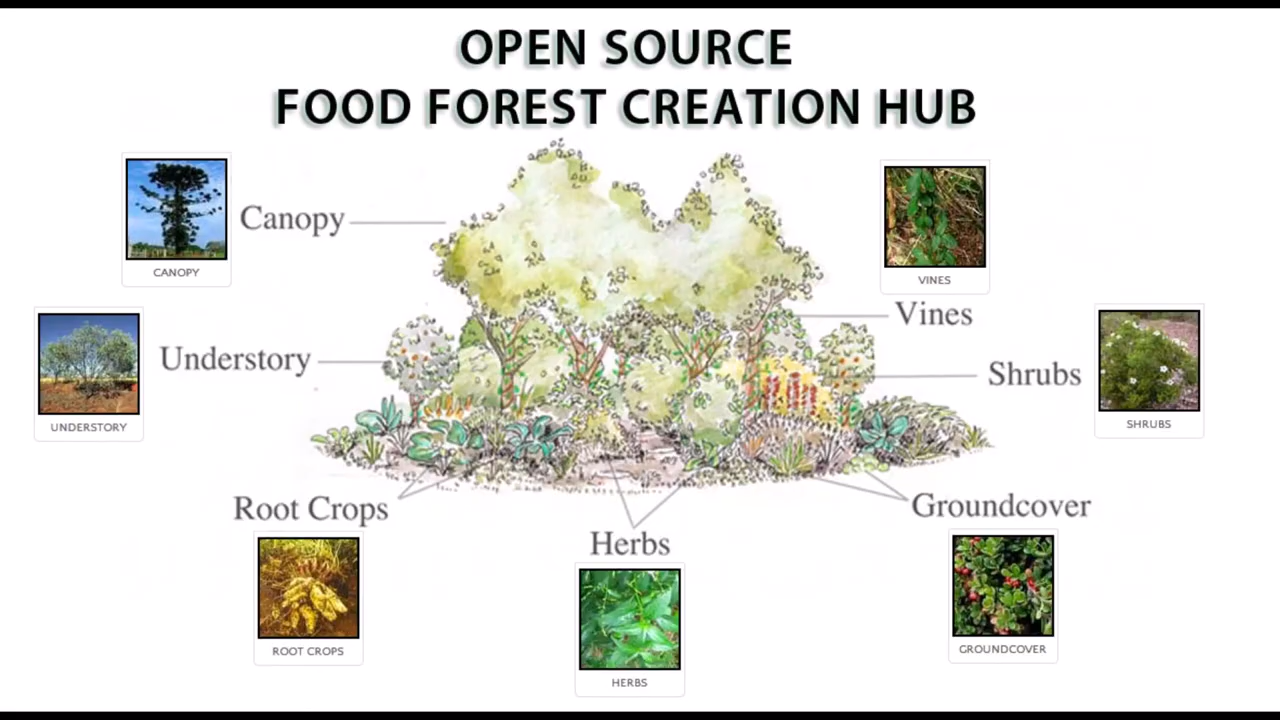 OPEN SOURCE
FOOD FOREST CREATION HUB
Canopy
CANOPY
VINES
Vines
Understory
UNDERSTORY
Shrubs
SHRUBS
Root Crops
ROOT CROPS
Herbs
HERBS
Groundcover
GROUNDCOVER